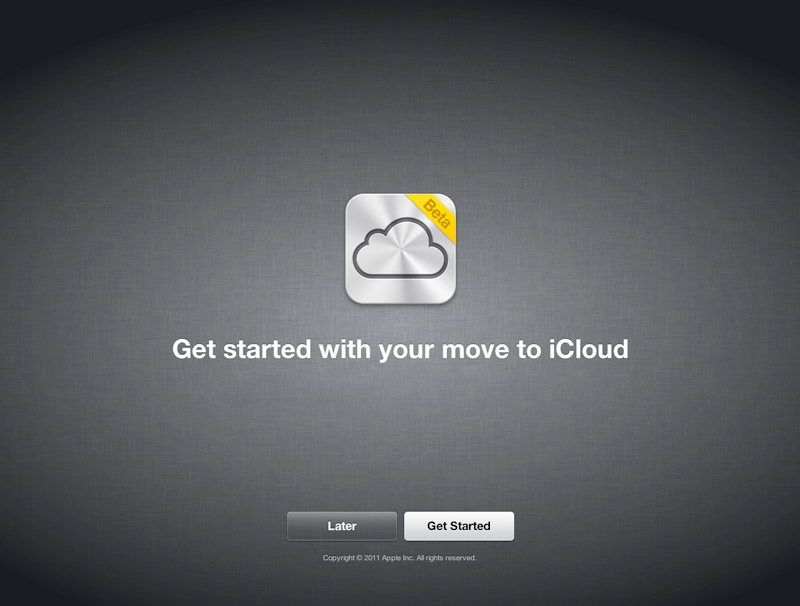 Beta
Get started with your move to iCloud
Later
Get Started
Copyright © 2011 Apple Inc. All rights reserved.